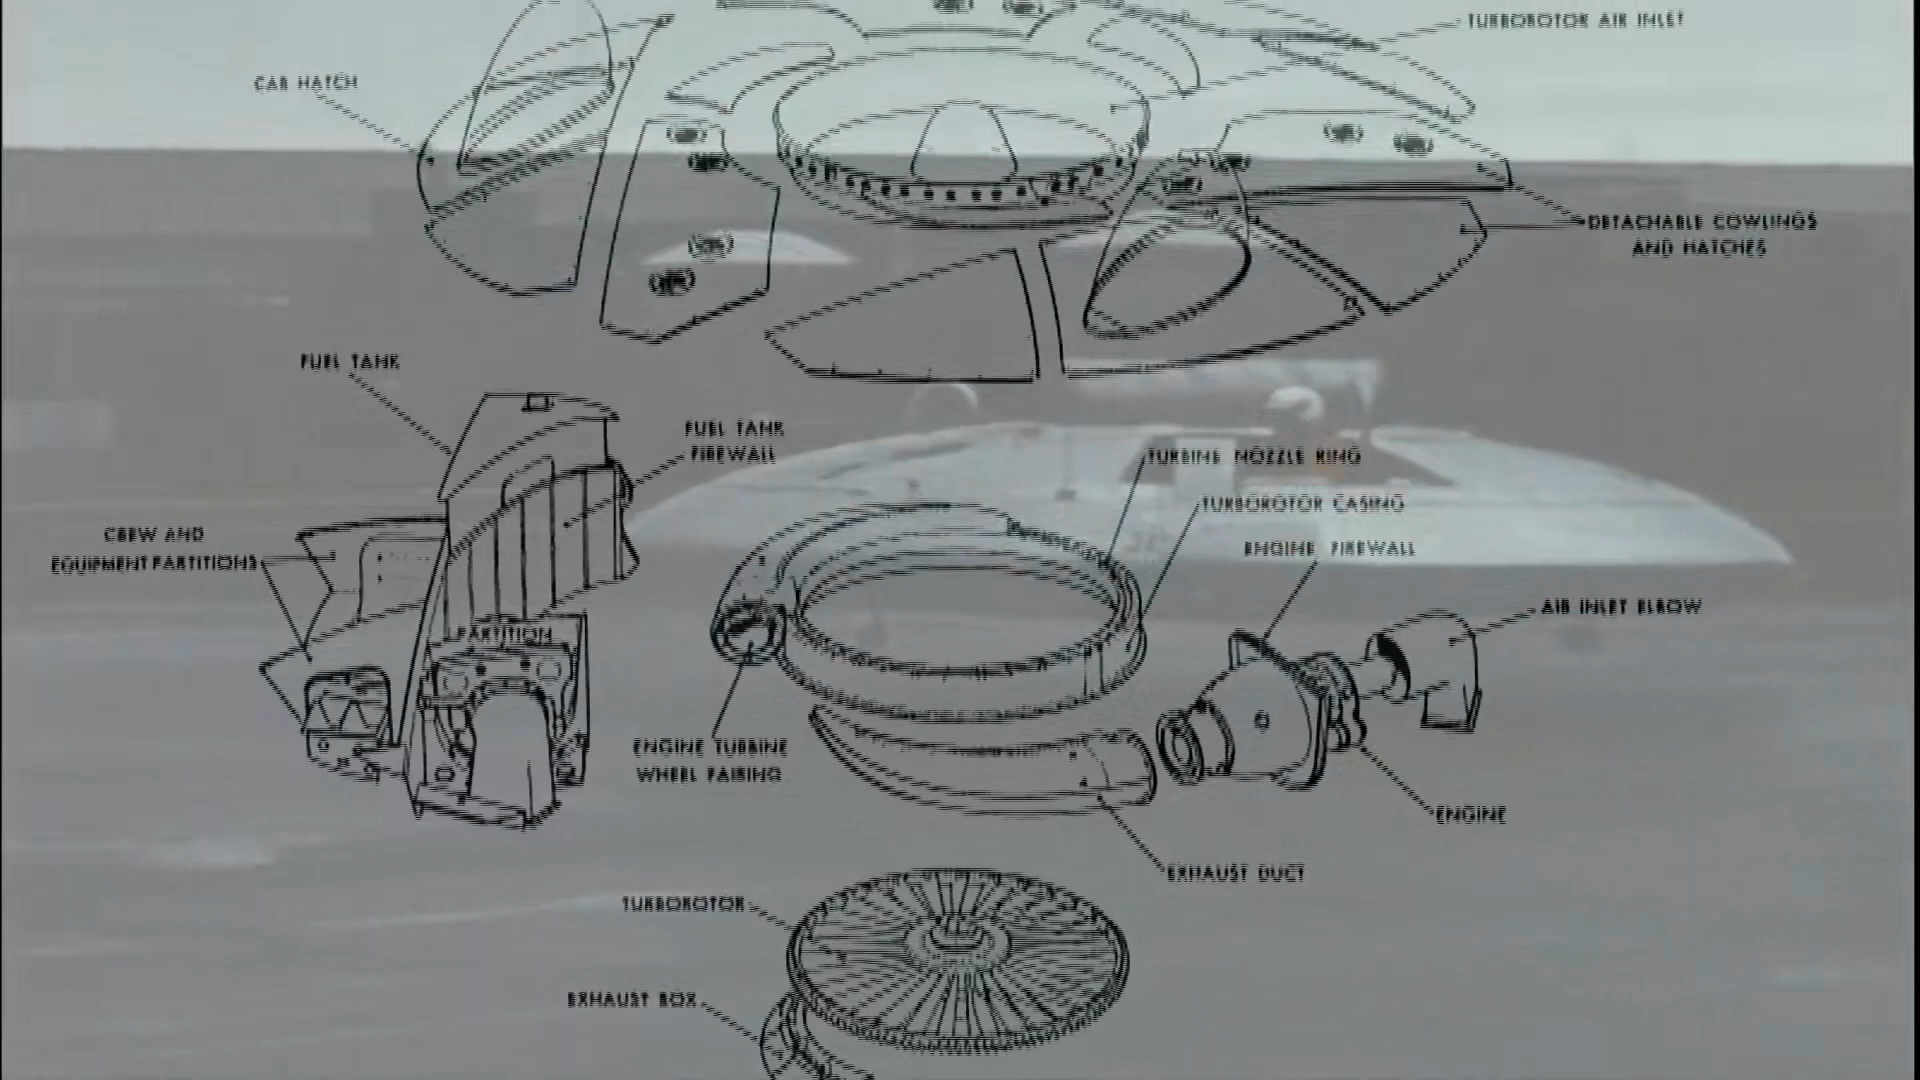 TURBOROTOR AIR INLET
CAB HATCH
DETACHABLE COWLINGS
AND HATCHES
FUEL TANK
FUEL TANK
FIREWALL
TURBINE NOZZLE RING
TURBOROTOR CASING
CREW AND
EQUIPMENT PARTITIONS
ENGINE FIREWALL
AIR INLET ELBOW
PARTITION
ENGINE TURBINE
WHEEL FAIRING
ENGINE
EXHAUST DUCT
TURBOROTOR
EXHAUST BOX